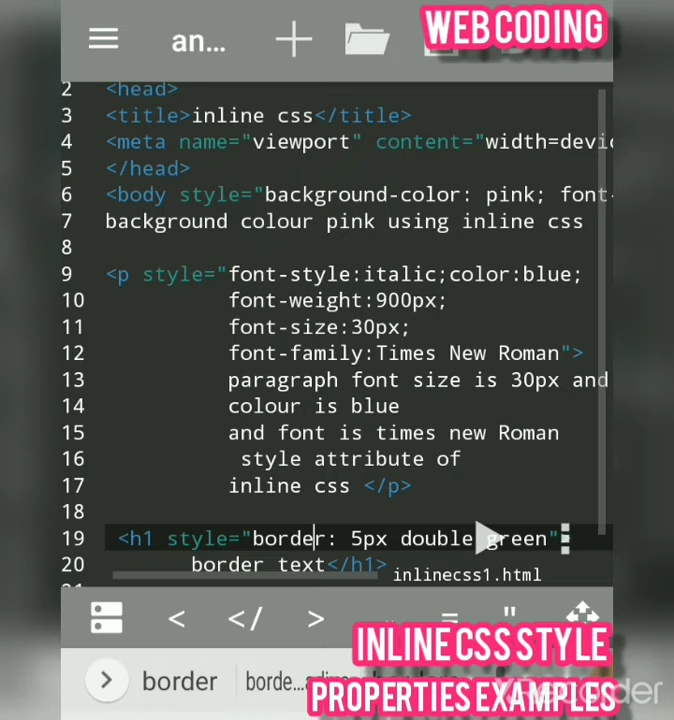 WEB CODING
an...
2 <head>
3 <title>inline css</title>
4 <meta name="viewport" content="width=devic
5 </head>
6 <body style="background-color: pink; font-
7 background colour pink using inline css
8
9 <p style="font-style:italic;color:blue;
10 font-weight:900px;
11 font-size:30px;
12 font-family:Times New Roman">
13 paragraph font size is 30px and
14 colour is blue
15 and font is times new Roman
16 style attribute of
17 inline css </p>
18
19 <h1 style="border: 5px double green"
20 border text</h1>
inlinecss1.html
< </ > = "
INLINE CSS STYLE
border
PROPERTIES EXAMPLES
XRecorder